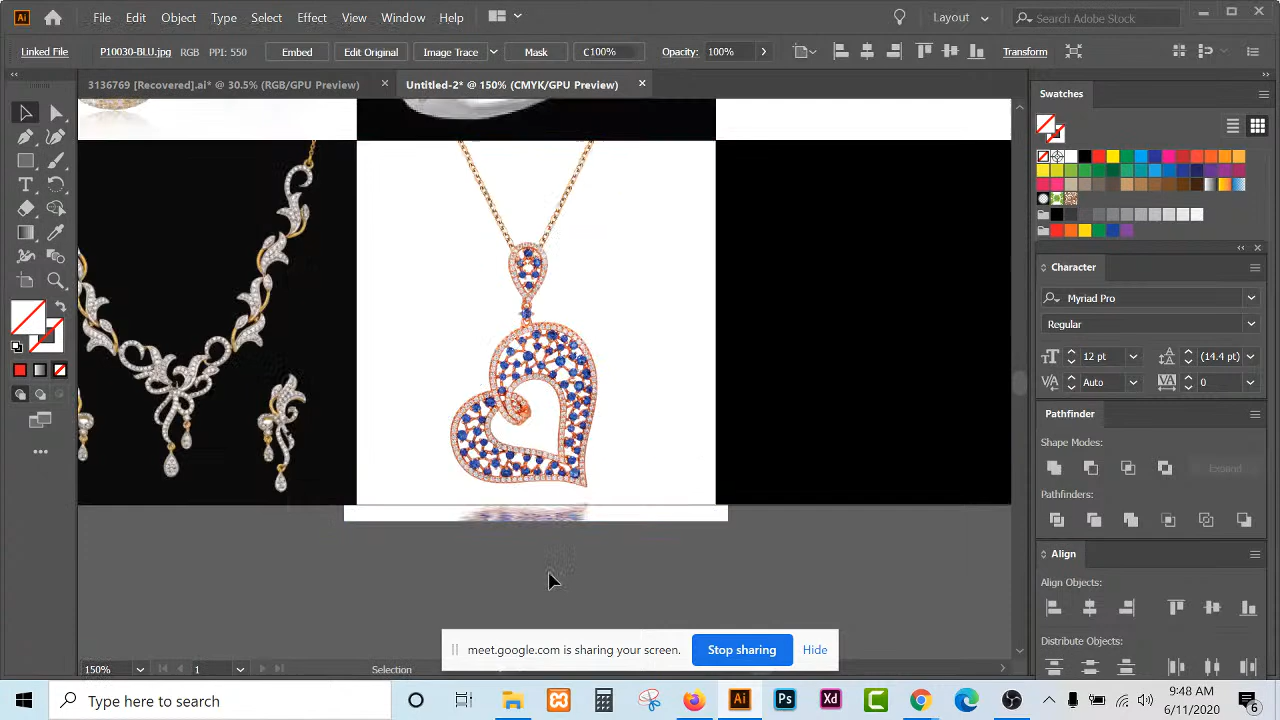 Ai File Edit Object Type Select Effect View Window Help Layout Search Adobe Stock
Linked File P10030-BLU.jpg RGB PPI: 550 Embed Edit Original Image Trace Mask C100% Opacity: 100% Transform
3136769 [Recovered].ai* @ 30.5% (RGB/GPU Preview) Untitled-2* @ 150% (CMYK/GPU Preview)
Swatches
Character
Myriad Pro
Regular
12 pt (14.4 pt)
Auto 0
Pathfinder
Shape Modes:
Expand
Pathfinders:
Align
Align Objects:
Distribute Objects:
meet.google.com is sharing your screen. Stop sharing Hide
150% 1 Selection
Type here to search Ai Ps Xd 9:48 AM
6/11/2020 6